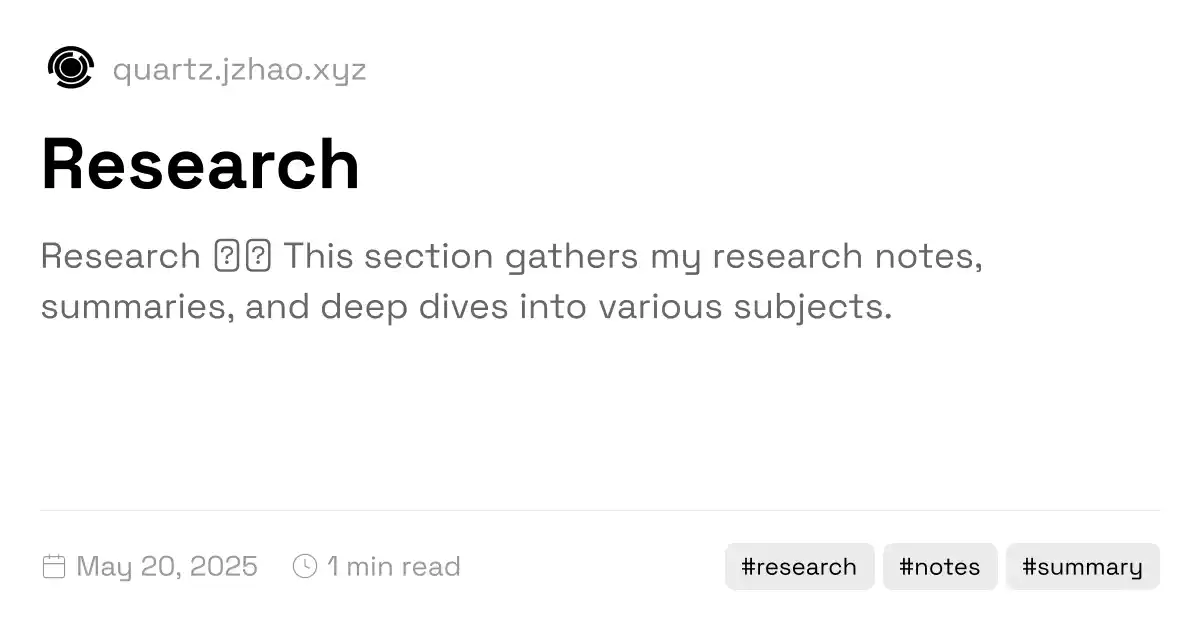 quartz.jzhao.xyz
Research
Research ⍰⍰ This section gathers my research notes,
summaries, and deep dives into various subjects.
May 20, 2025
1 min read
#research
#notes
#summary